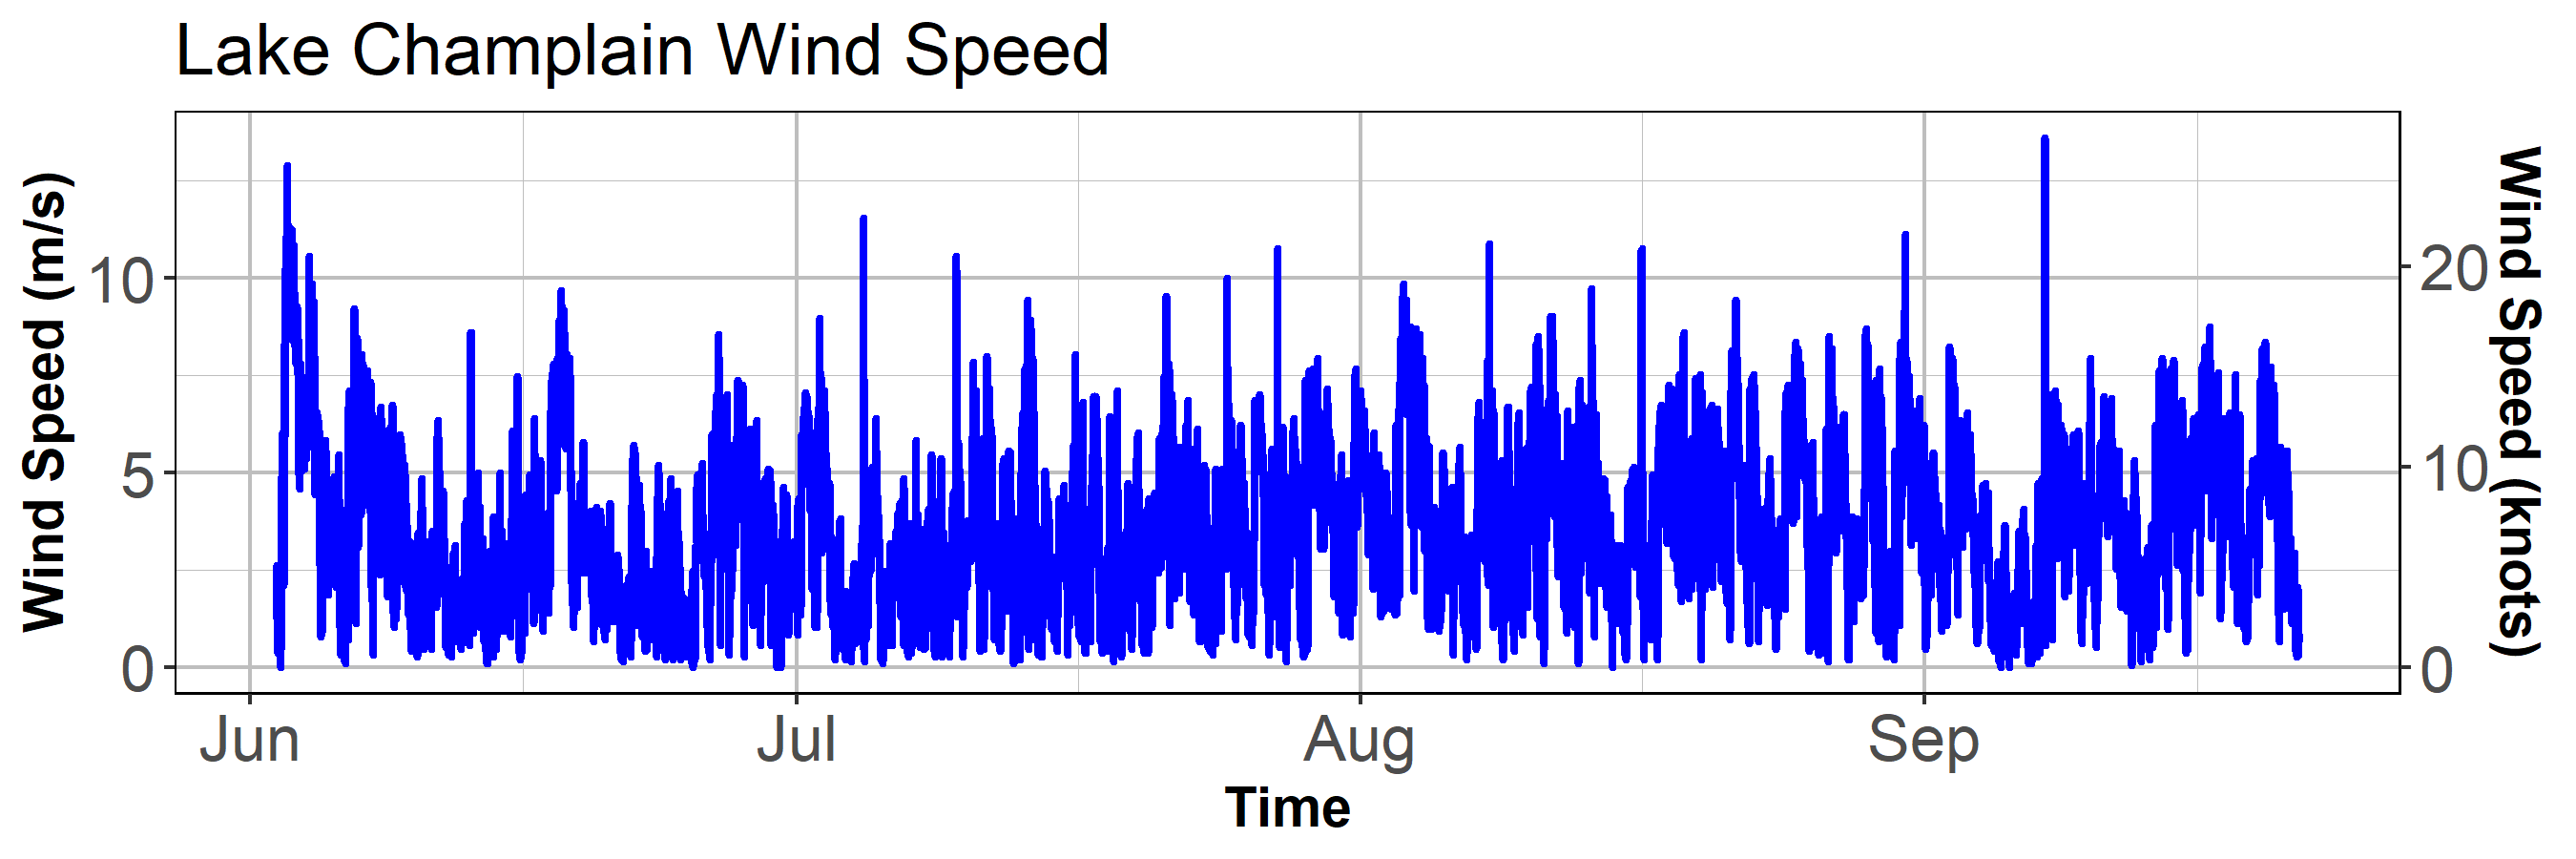 Lake Champlain Wind Speed
Wind Speed (m/s)
10
5
0
20
10
0
Wind Speed (knots)
Jun Jul Aug Sep
Time